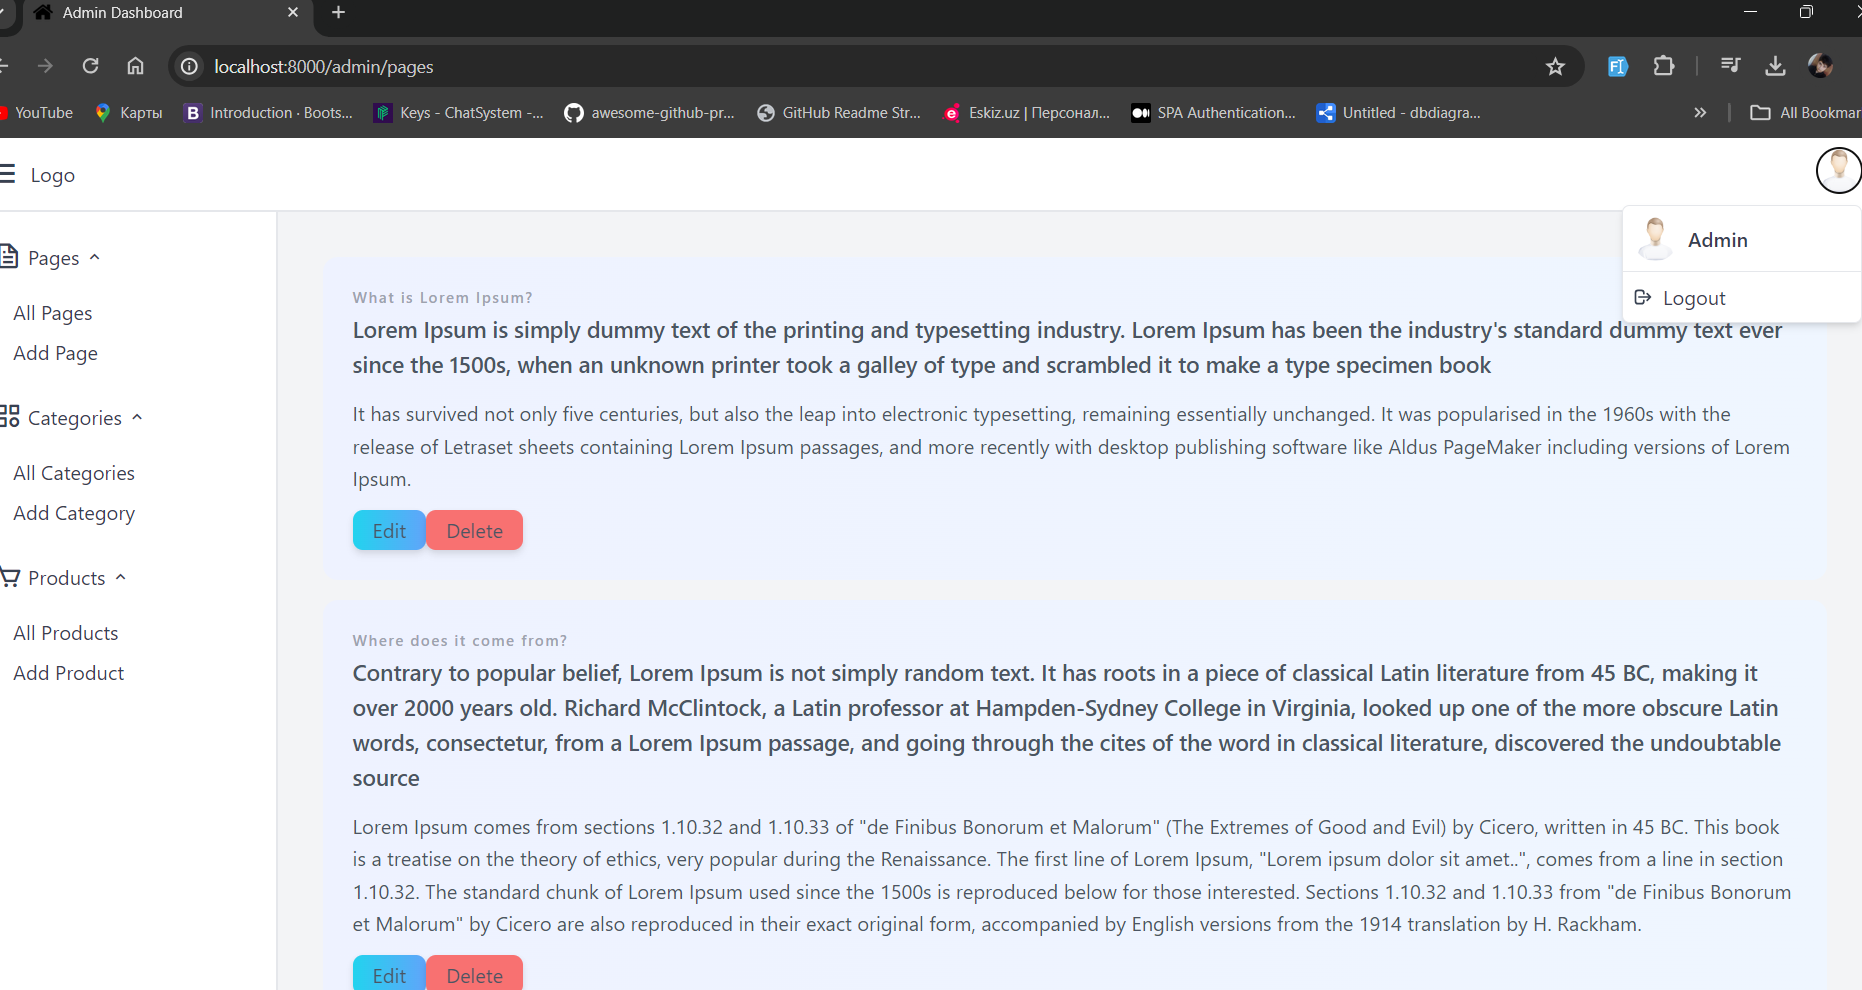 Admin Dashboard
localhost:8000/admin/pages
YouTube Карты Introduction · Boots... Keys - ChatSystem -... awesome-github-pr... GitHub Readme Str... Eskiz.uz | Персонал... SPA Authentication... Untitled - dbdiagra... » All Bookmar
Logo
Admin
Logout
Pages
All Pages
Add Page
Categories
All Categories
Add Category
Products
All Products
Add Product
What is Lorem Ipsum?
Lorem Ipsum is simply dummy text of the printing and typesetting industry. Lorem Ipsum has been the industry's standard dummy text ever
since the 1500s, when an unknown printer took a galley of type and scrambled it to make a type specimen book
It has survived not only five centuries, but also the leap into electronic typesetting, remaining essentially unchanged. It was popularised in the 1960s with the
release of Letraset sheets containing Lorem Ipsum passages, and more recently with desktop publishing software like Aldus PageMaker including versions of Lorem
Ipsum.
Edit Delete
Where does it come from?
Contrary to popular belief, Lorem Ipsum is not simply random text. It has roots in a piece of classical Latin literature from 45 BC, making it
over 2000 years old. Richard McClintock, a Latin professor at Hampden-Sydney College in Virginia, looked up one of the more obscure Latin
words, consectetur, from a Lorem Ipsum passage, and going through the cites of the word in classical literature, discovered the undoubtable
source
Lorem Ipsum comes from sections 1.10.32 and 1.10.33 of "de Finibus Bonorum et Malorum" (The Extremes of Good and Evil) by Cicero, written in 45 BC. This book
is a treatise on the theory of ethics, very popular during the Renaissance. The first line of Lorem Ipsum, "Lorem ipsum dolor sit amet..", comes from a line in section
1.10.32. The standard chunk of Lorem Ipsum used since the 1500s is reproduced below for those interested. Sections 1.10.32 and 1.10.33 from "de Finibus Bonorum
et Malorum" by Cicero are also reproduced in their exact original form, accompanied by English versions from the 1914 translation by H. Rackham.
Edit Delete